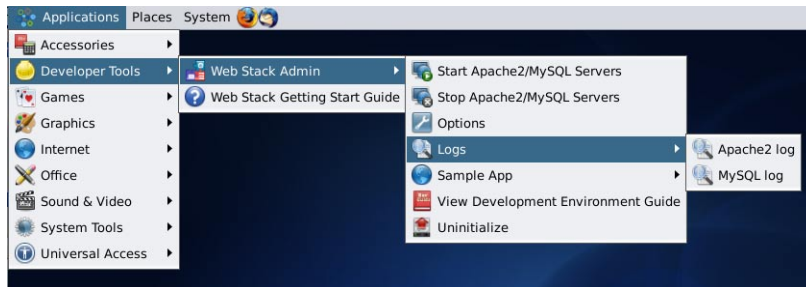 Applications Places System
Accessories
Developer Tools
Games
Graphics
Internet
Office
Sound & Video
System Tools
Universal Access
Web Stack Admin
Web Stack Getting Start Guide
Start Apache2/MySQL Servers
Stop Apache2/MySQL Servers
Options
Logs
Sample App
View Development Environment Guide
Uninitialize
Apache2 log
MySQL log